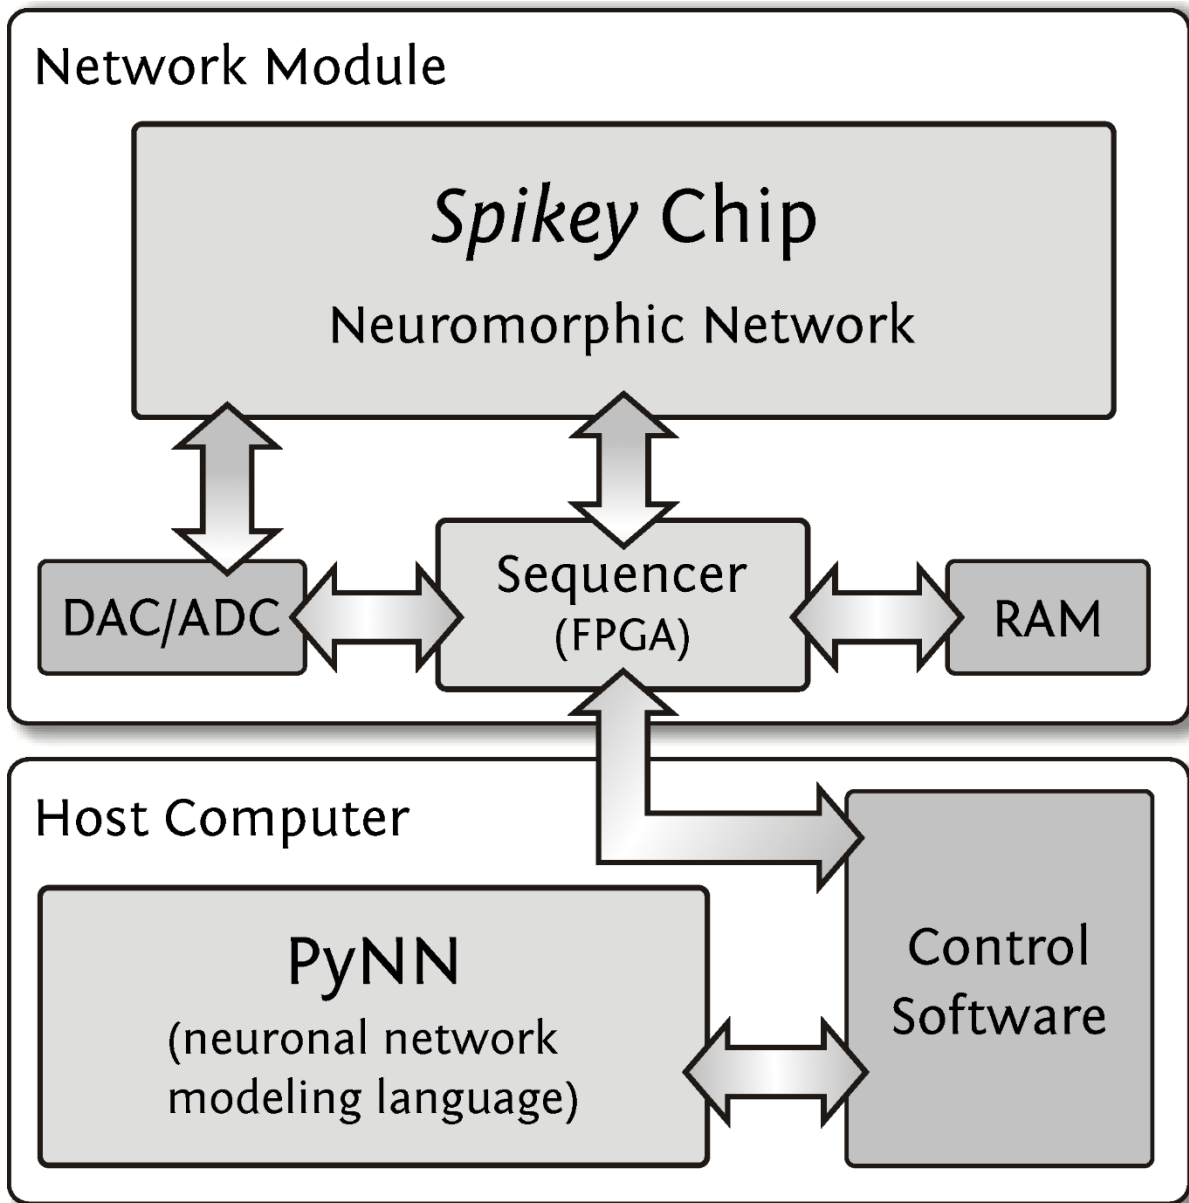 Network Module
Spikey Chip
Neuromorphic Network
DAC/ADC
Sequencer
(FPGA)
RAM
Host Computer
PyNN
(neuronal network
modeling language)
Control
Software